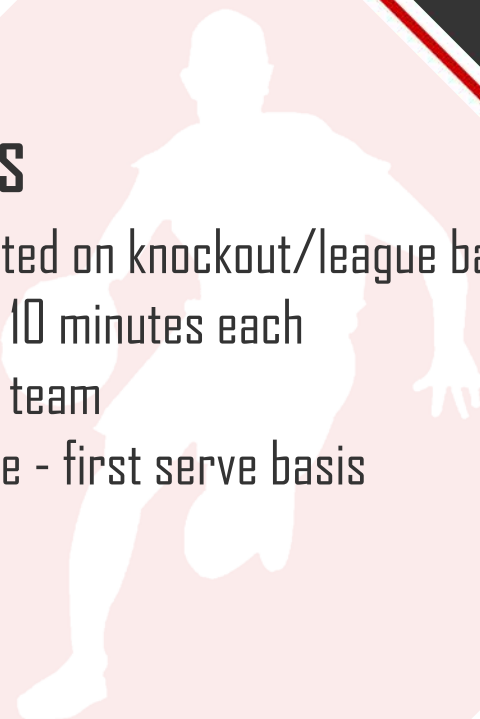 s
ted on knockout/league ba
10 minutes each
team
e - first serve basis